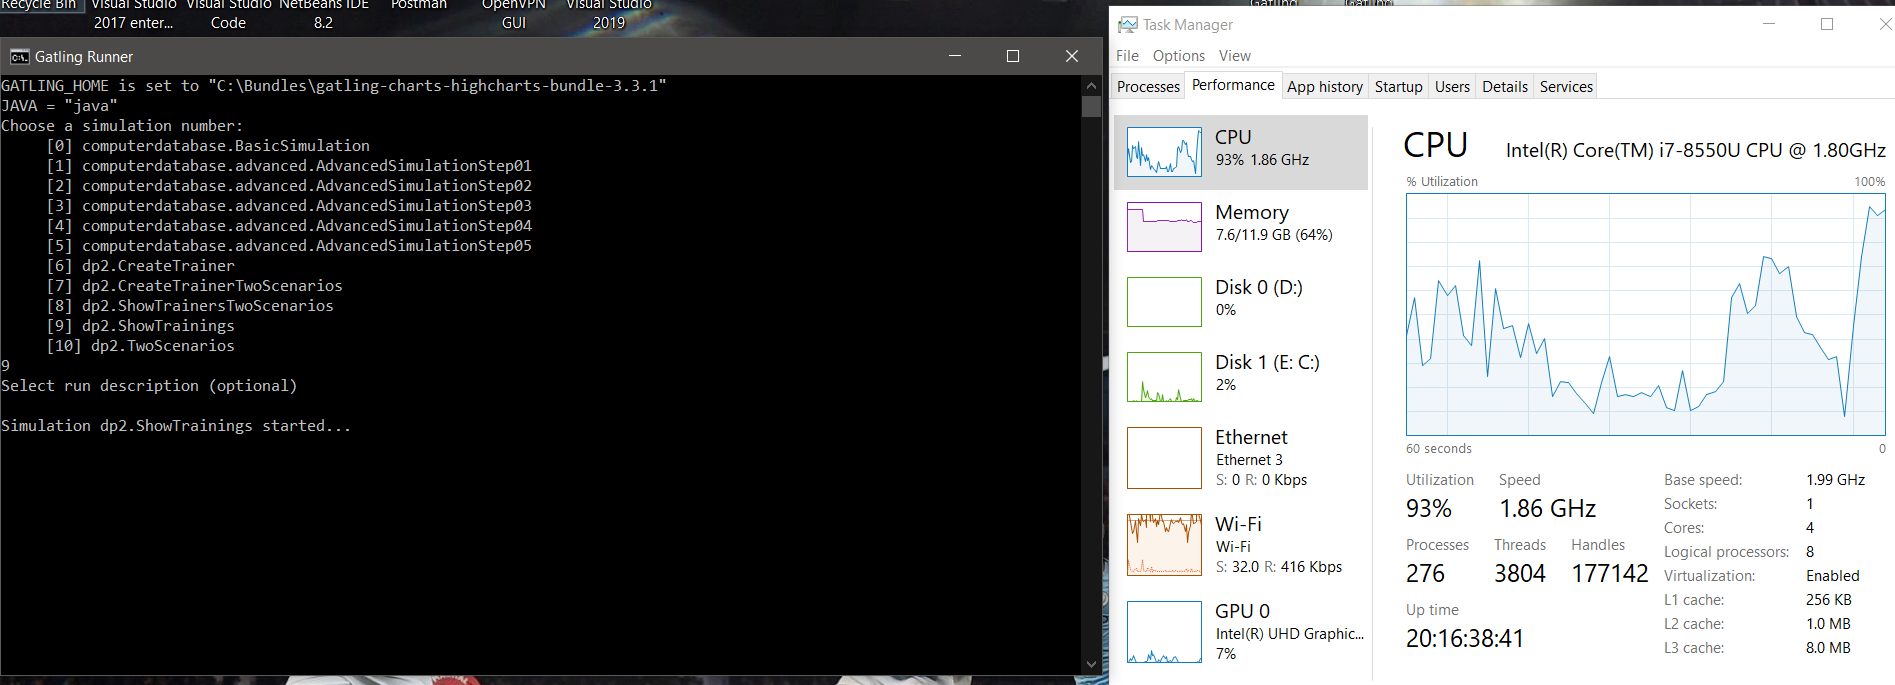 Recycle Bin
Visual Studio
2017 enter...
Visual Studio
Code
NetBeans IDE
8.2
Postman
OpenVPN
GUI
Visual Studio
2019
Gatling
Gatling
Gatling Runner
GATLING_HOME is set to "C:\Bundles\gatling-charts-highcharts-bundle-3.3.1"
JAVA = "java"
Choose a simulation number:
[0] computerdatabase.BasicSimulation
[1] computerdatabase.advanced.AdvancedSimulationStep01
[2] computerdatabase.advanced.AdvancedSimulationStep02
[3] computerdatabase.advanced.AdvancedSimulationStep03
[4] computerdatabase.advanced.AdvancedSimulationStep04
[5] computerdatabase.advanced.AdvancedSimulationStep05
[6] dp2.CreateTrainer
[7] dp2.CreateTrainerTwoScenarios
[8] dp2.ShowTrainersTwoScenarios
[9] dp2.ShowTrainings
[10] dp2.TwoScenarios
9
Select run description (optional)
Simulation dp2.ShowTrainings started...
Task Manager
File Options View
Processes Performance App history Startup Users Details Services
CPU
93% 1.86 GHz
Memory
7.6/11.9 GB (64%)
Disk 0 (D:)
0%
Disk 1 (E: C:)
2%
Ethernet
Ethernet 3
S: 0 R: 0 Kbps
Wi-Fi
Wi-Fi
S: 32.0 R: 416 Kbps
GPU 0
Intel(R) UHD Graphic...
7%
CPU Intel(R) Core(TM) i7-8550U CPU @ 1.80GHz
% Utilization 100%
60 seconds 0
Utilization Speed
93% 1.86 GHz
Processes Threads Handles
276 3804 177142
Up time
20:16:38:41
Base speed: 1.99 GHz
Sockets: 1
Cores: 4
Logical processors: 8
Virtualization: Enabled
L1 cache: 256 KB
L2 cache: 1.0 MB
L3 cache: 8.0 MB